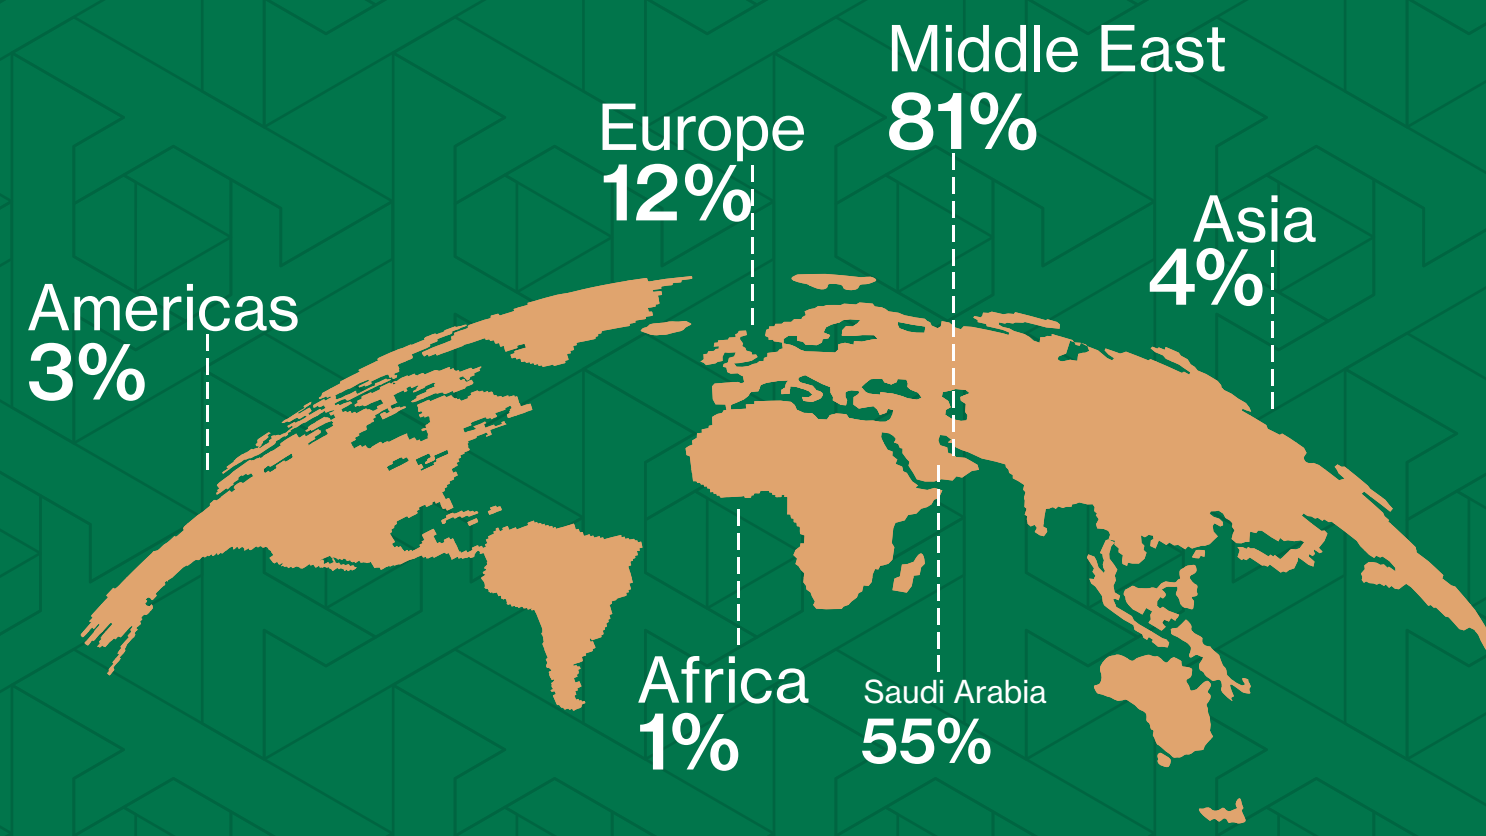 Middle East
81%
Europe
12%
Asia
4%
Americas
3%
Africa
1%
Saudi Arabia
55%